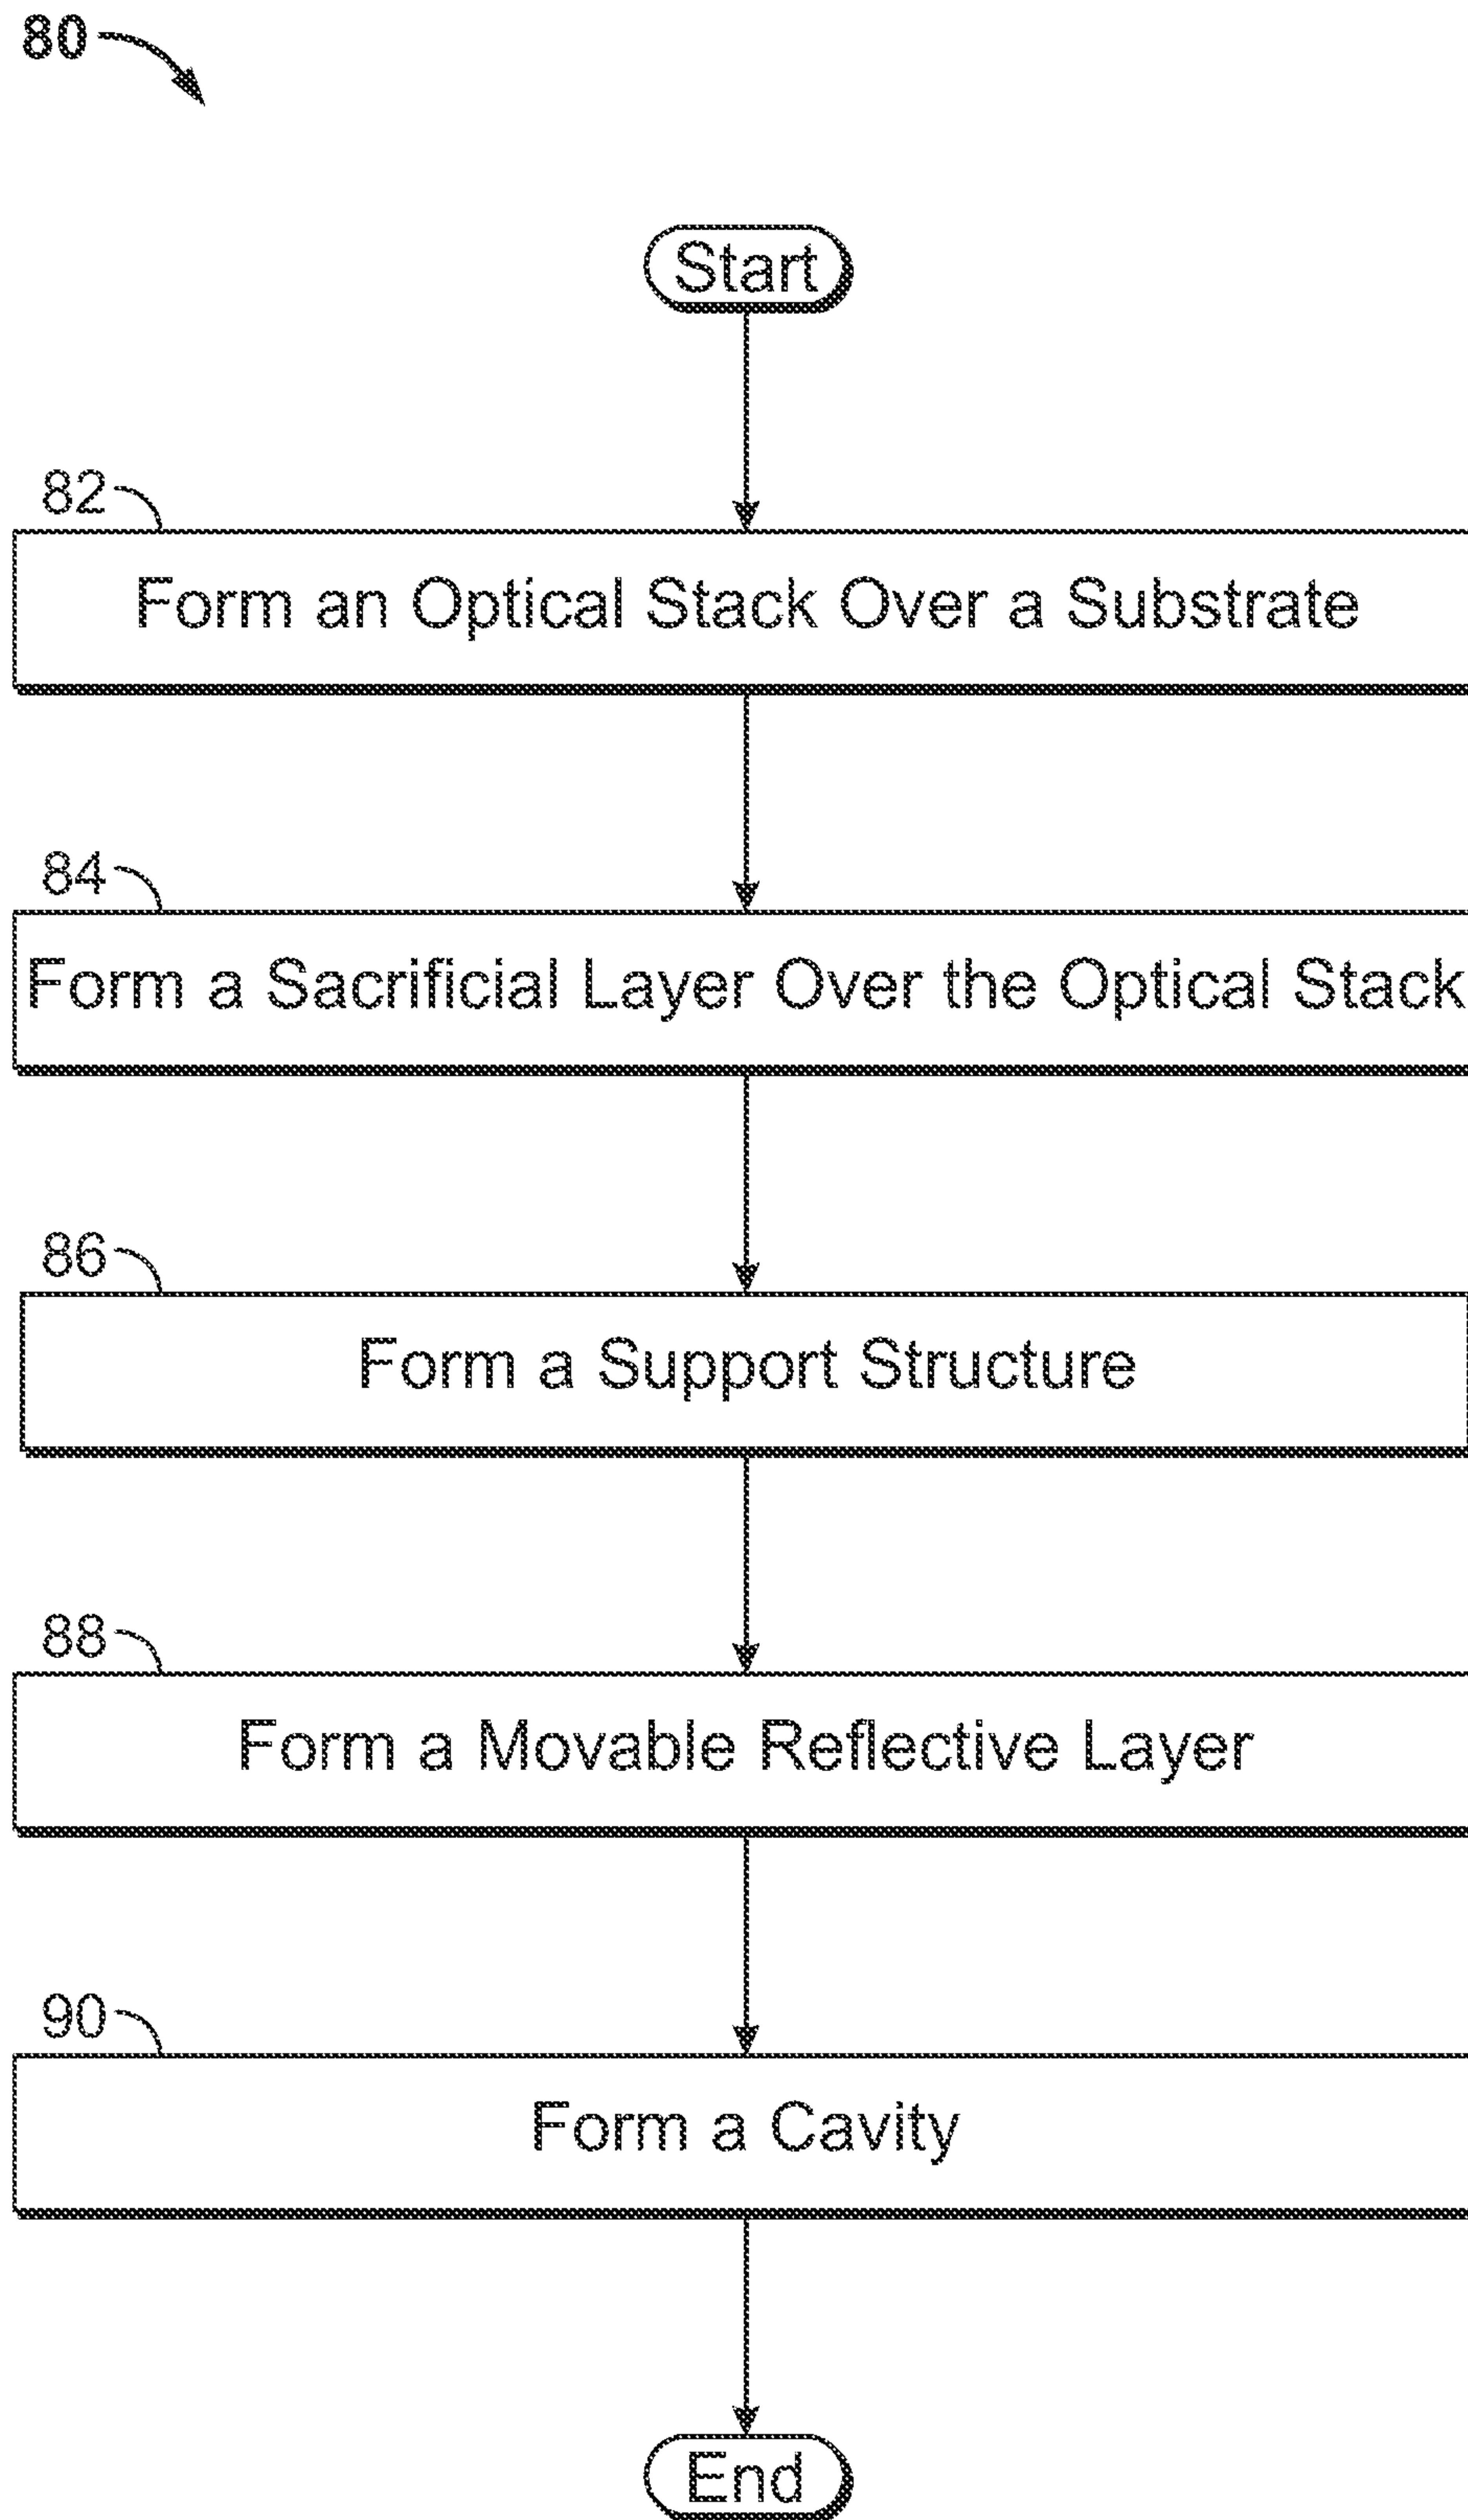 80
Start
82
Form an Optical Stack Over a Substrate
84
Form a Sacrificial Layer Over the Optical Stack
86
Form a Support Structure
88
Form a Movable Reflective Layer
90
Form a Cavity
End